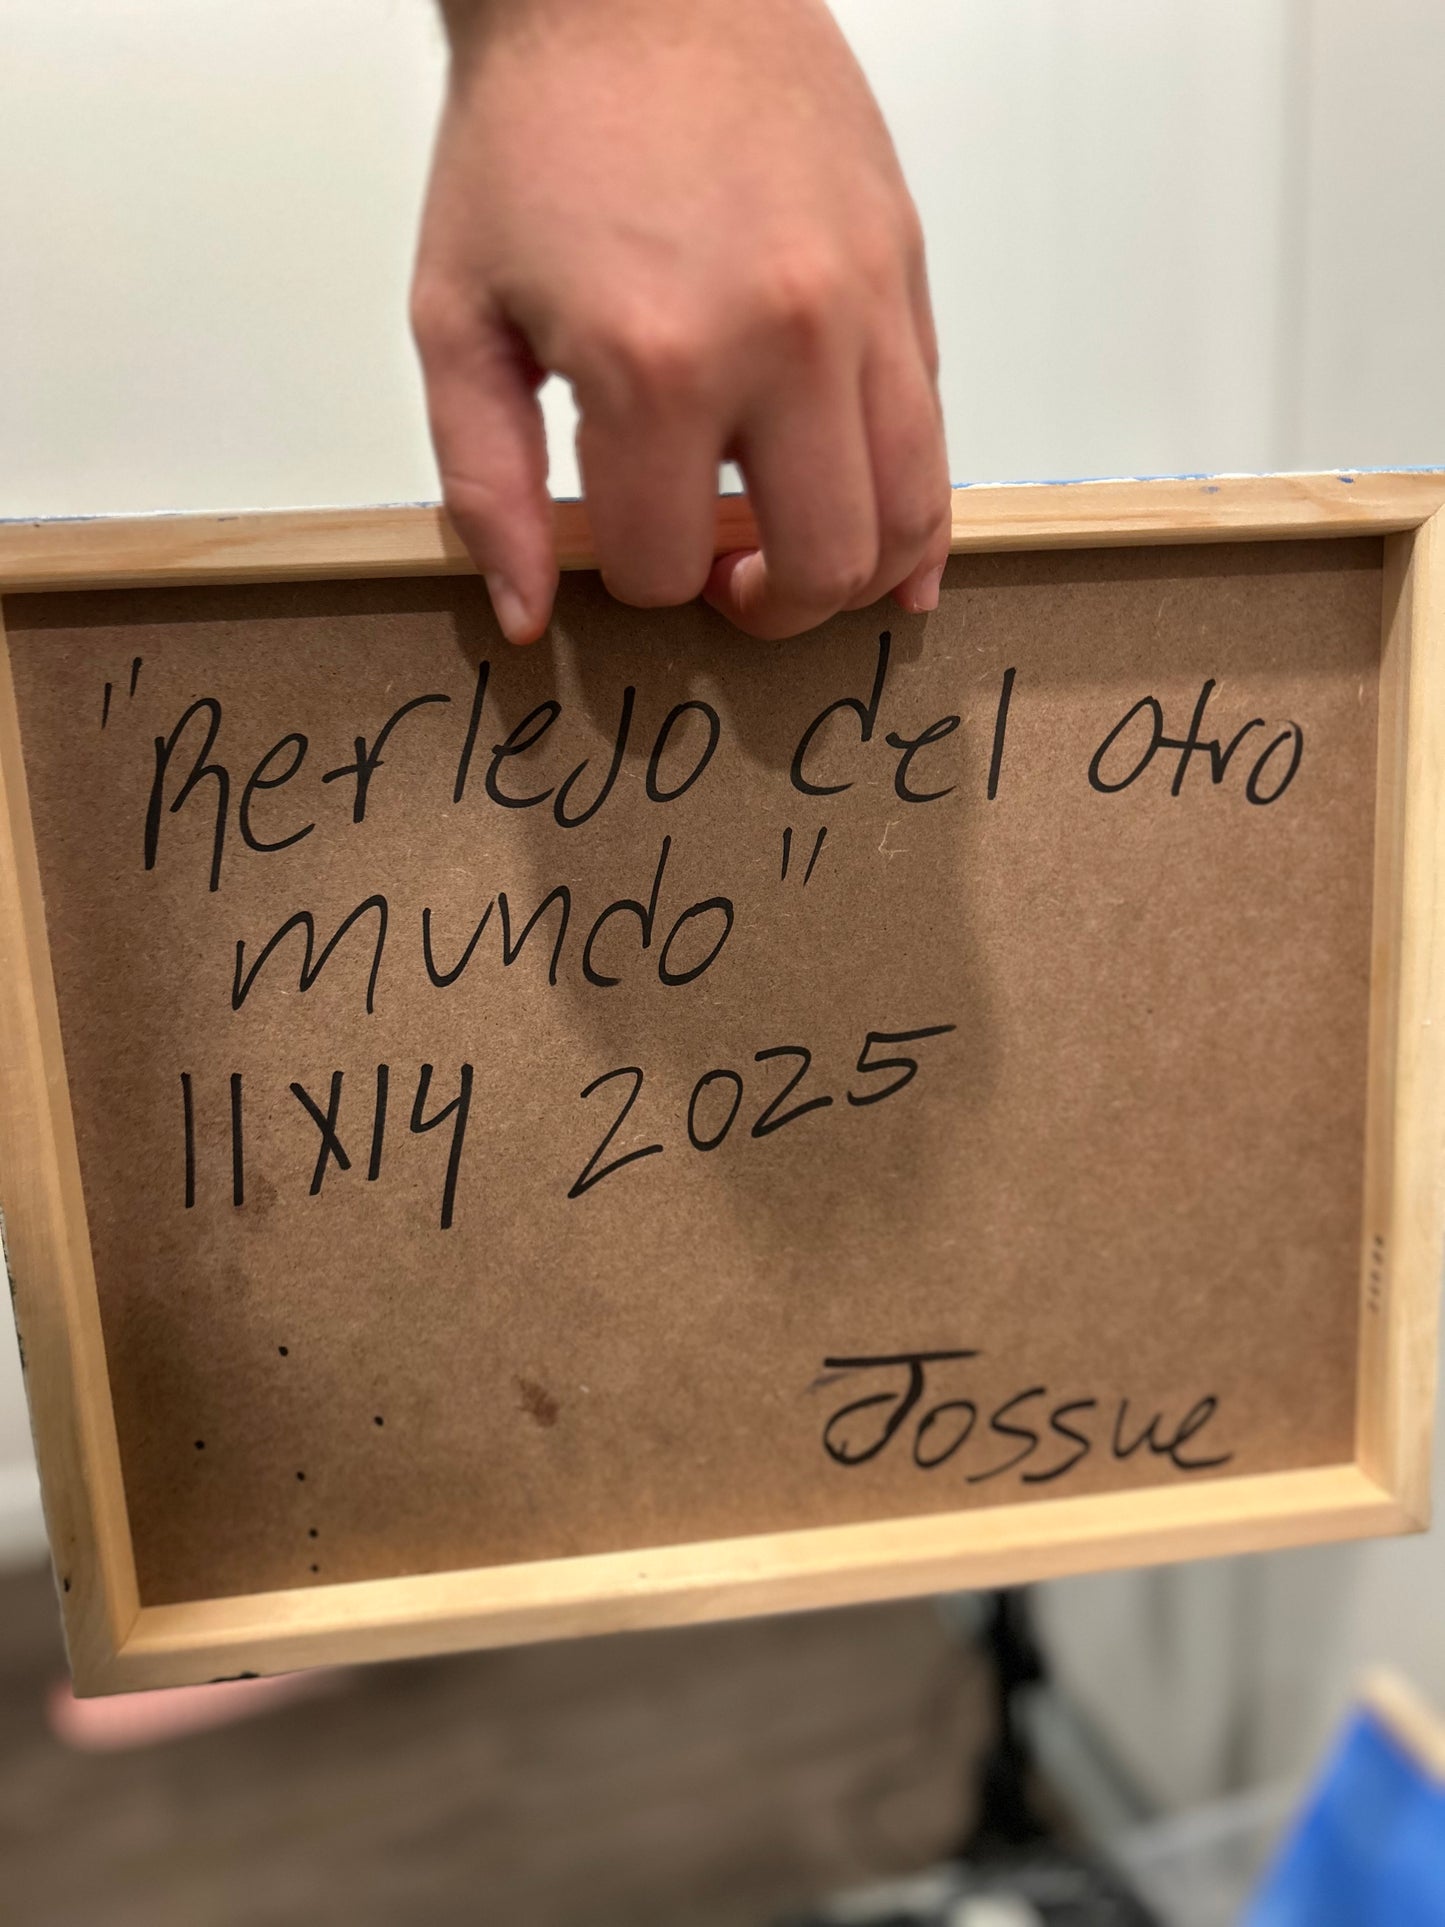 "Reflejo del otro
mundo"
11X14 2025
Jossue